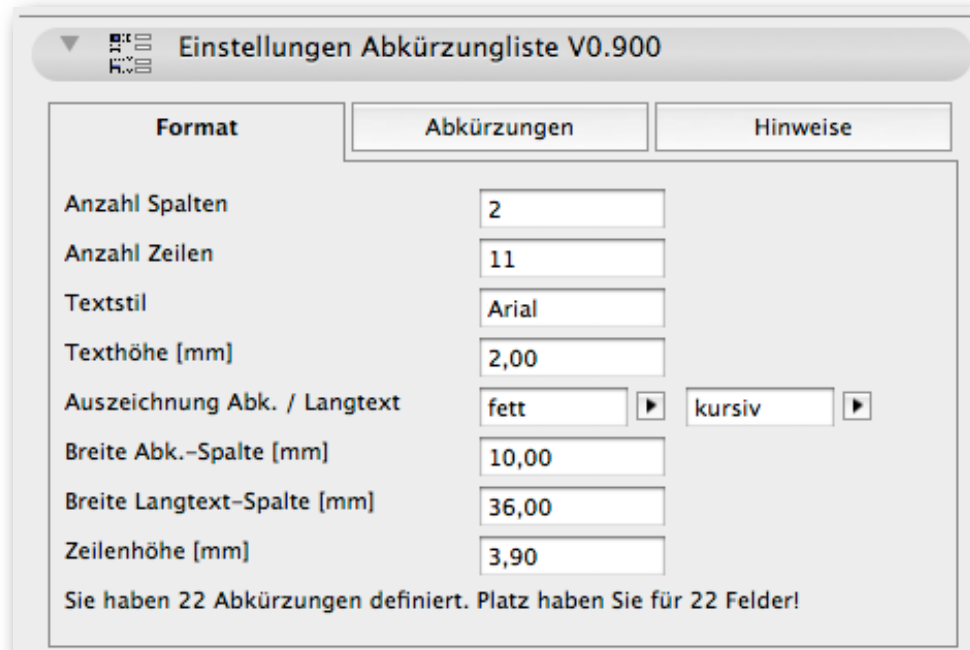 Einstellungen Abkürzungliste V0.900
Format Abkürzungen Hinweise
Anzahl Spalten 2
Anzahl Zeilen 11
Textstil Arial
Texthöhe [mm] 2,00
Auszeichnung Abk. / Langtext fett kursiv
Breite Abk.-Spalte [mm] 10,00
Breite Langtext-Spalte [mm] 36,00
Zeilenhöhe [mm] 3,90
Sie haben 22 Abkürzungen definiert. Platz haben Sie für 22 Felder!